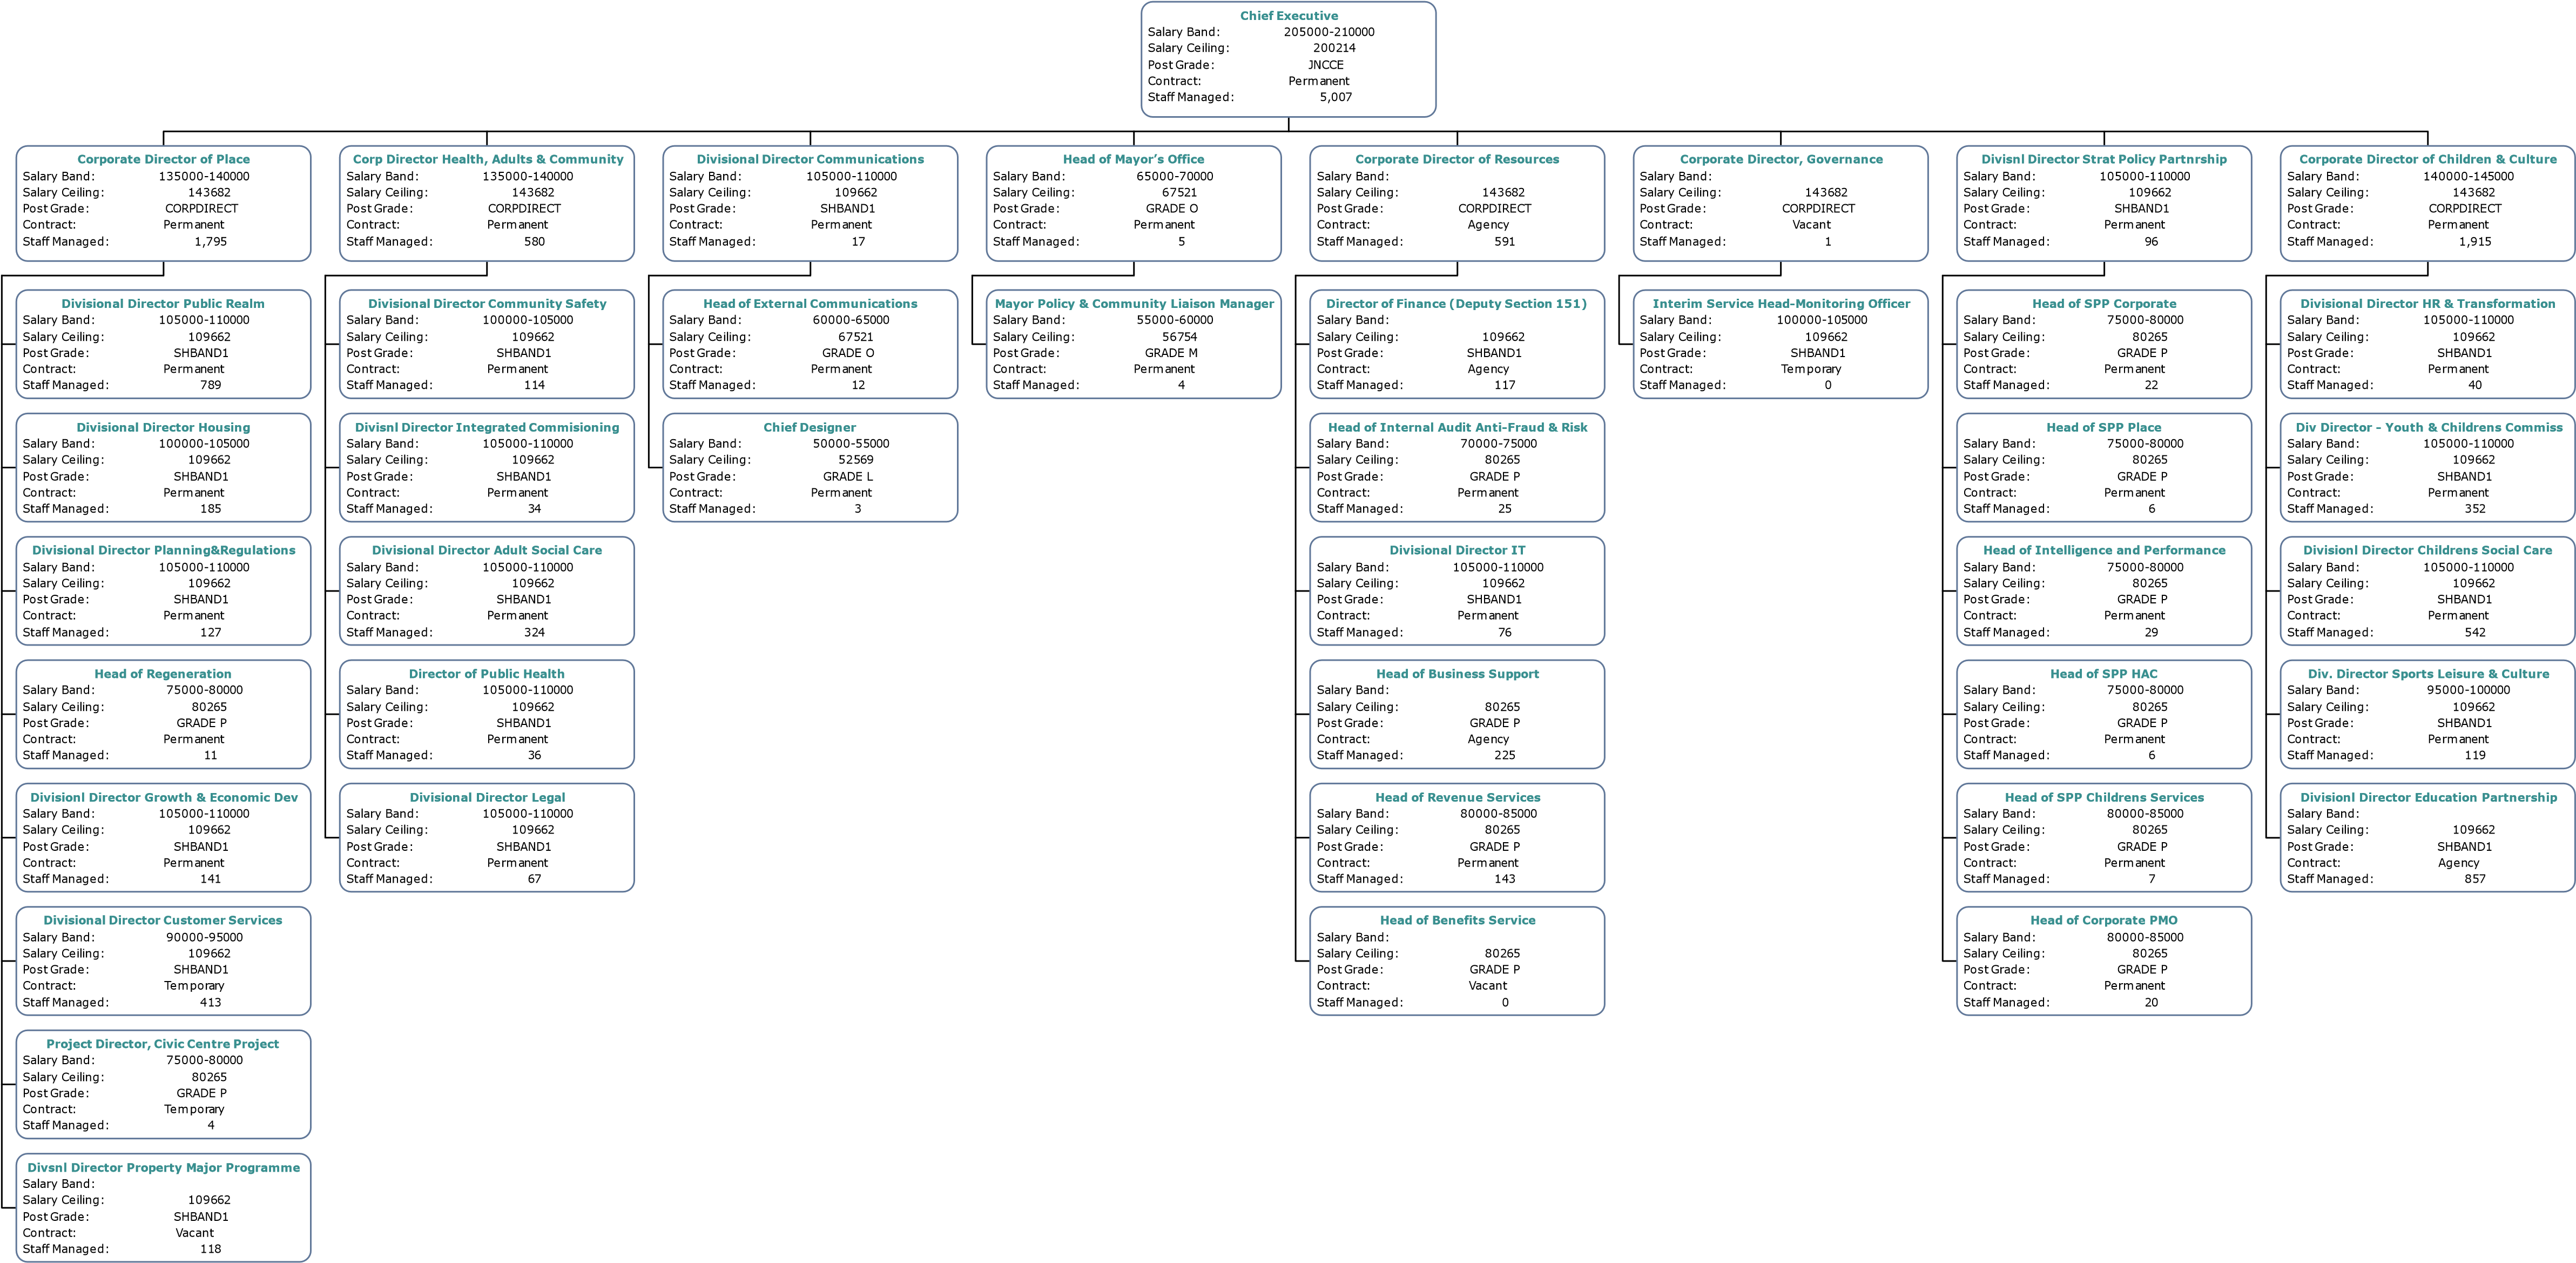 Chief Executive
Salary Band: 205000-210000
Salary Ceiling: 200214
Post Grade: JNCCE
Contract: Permanent
Staff Managed: 5,007
Corporate Director of Place
Salary Band: 135000-140000
Salary Ceiling: 143682
Post Grade: CORPDIRECT
Contract: Permanent
Staff Managed: 1,795
Corp Director Health, Adults & Community
Salary Band: 135000-140000
Salary Ceiling: 143682
Post Grade: CORPDIRECT
Contract: Permanent
Staff Managed: 580
Divisional Director Communications
Salary Band: 105000-110000
Salary Ceiling: 109662
Post Grade: SHBAND1
Contract: Permanent
Staff Managed: 17
Head of Mayor's Office
Salary Band: 65000-70000
Salary Ceiling: 67521
Post Grade: GRADE O
Contract: Permanent
Staff Managed: 5
Corporate Director of Resources
Salary Band:
Salary Ceiling: 143682
Post Grade: CORPDIRECT
Contract: Agency
Staff Managed: 591
Corporate Director, Governance
Salary Band:
Salary Ceiling: 143682
Post Grade: CORPDIRECT
Contract: Vacant
Staff Managed: 1
Divisnl Director Strat Policy Partnrship
Salary Band: 105000-110000
Salary Ceiling: 109662
Post Grade: SHBAND1
Contract: Permanent
Staff Managed: 96
Corporate Director of Children & Culture
Salary Band: 140000-145000
Salary Ceiling: 143682
Post Grade: CORPDIRECT
Contract: Permanent
Staff Managed: 1,915
Divisional Director Public Realm
Salary Band: 105000-110000
Salary Ceiling: 109662
Post Grade: SHBAND1
Contract: Permanent
Staff Managed: 789
Divisional Director Housing
Salary Band: 100000-105000
Salary Ceiling: 109662
Post Grade: SHBAND1
Contract: Permanent
Staff Managed: 185
Divisional Director Planning&Regulations
Salary Band: 105000-110000
Salary Ceiling: 109662
Post Grade: SHBAND1
Contract: Permanent
Staff Managed: 127
Head of Regeneration
Salary Band: 75000-80000
Salary Ceiling: 80265
Post Grade: GRADE P
Contract: Permanent
Staff Managed: 11
Divisionl Director Growth & Economic Dev
Salary Band: 105000-110000
Salary Ceiling: 109662
Post Grade: SHBAND1
Contract: Permanent
Staff Managed: 141
Divisional Director Customer Services
Salary Band: 90000-95000
Salary Ceiling: 109662
Post Grade: SHBAND1
Contract: Temporary
Staff Managed: 413
Project Director, Civic Centre Project
Salary Band: 75000-80000
Salary Ceiling: 80265
Post Grade: GRADE P
Contract: Temporary
Staff Managed: 4
Divsnl Director Property Major Programme
Salary Band:
Salary Ceiling: 109662
Post Grade: SHBAND1
Contract: Vacant
Staff Managed: 118
Divisional Director Community Safety
Salary Band: 100000-105000
Salary Ceiling: 109662
Post Grade: SHBAND1
Contract: Permanent
Staff Managed: 114
Divisnl Director Integrated Commisioning
Salary Band: 105000-110000
Salary Ceiling: 109662
Post Grade: SHBAND1
Contract: Permanent
Staff Managed: 34
Divisional Director Adult Social Care
Salary Band: 105000-110000
Salary Ceiling: 109662
Post Grade: SHBAND1
Contract: Permanent
Staff Managed: 324
Director of Public Health
Salary Band: 105000-110000
Salary Ceiling: 109662
Post Grade: SHBAND1
Contract: Permanent
Staff Managed: 36
Divisional Director Legal
Salary Band: 105000-110000
Salary Ceiling: 109662
Post Grade: SHBAND1
Contract: Permanent
Staff Managed: 67
Head of External Communications
Salary Band: 60000-65000
Salary Ceiling: 67521
Post Grade: GRADE O
Contract: Permanent
Staff Managed: 12
Chief Designer
Salary Band: 50000-55000
Salary Ceiling: 52569
Post Grade: GRADE L
Contract: Permanent
Staff Managed: 3
Mayor Policy & Community Liaison Manager
Salary Band: 55000-60000
Salary Ceiling: 56754
Post Grade: GRADE M
Contract: Permanent
Staff Managed: 4
Director of Finance (Deputy Section 151)
Salary Band:
Salary Ceiling: 109662
Post Grade: SHBAND1
Contract: Agency
Staff Managed: 117
Head of Internal Audit Anti-Fraud & Risk
Salary Band: 70000-75000
Salary Ceiling: 80265
Post Grade: GRADE P
Contract: Permanent
Staff Managed: 25
Divisional Director IT
Salary Band: 105000-110000
Salary Ceiling: 109662
Post Grade: SHBAND1
Contract: Permanent
Staff Managed: 76
Head of Business Support
Salary Band:
Salary Ceiling: 80265
Post Grade: GRADE P
Contract: Agency
Staff Managed: 225
Head of Revenue Services
Salary Band: 80000-85000
Salary Ceiling: 80265
Post Grade: GRADE P
Contract: Permanent
Staff Managed: 143
Head of Benefits Service
Salary Band:
Salary Ceiling: 80265
Post Grade: GRADE P
Contract: Vacant
Staff Managed: 0
Interim Service Head-Monitoring Officer
Salary Band: 100000-105000
Salary Ceiling: 109662
Post Grade: SHBAND1
Contract: Temporary
Staff Managed: 0
Head of SPP Corporate
Salary Band: 75000-80000
Salary Ceiling: 80265
Post Grade: GRADE P
Contract: Permanent
Staff Managed: 22
Head of SPP Place
Salary Band: 75000-80000
Salary Ceiling: 80265
Post Grade: GRADE P
Contract: Permanent
Staff Managed: 6
Head of Intelligence and Performance
Salary Band: 75000-80000
Salary Ceiling: 80265
Post Grade: GRADE P
Contract: Permanent
Staff Managed: 29
Head of SPP HAC
Salary Band: 75000-80000
Salary Ceiling: 80265
Post Grade: GRADE P
Contract: Permanent
Staff Managed: 6
Head of SPP Childrens Services
Salary Band: 80000-85000
Salary Ceiling: 80265
Post Grade: GRADE P
Contract: Permanent
Staff Managed: 7
Head of Corporate PMO
Salary Band: 80000-85000
Salary Ceiling: 80265
Post Grade: GRADE P
Contract: Permanent
Staff Managed: 20
Divisional Director HR & Transformation
Salary Band: 105000-110000
Salary Ceiling: 109662
Post Grade: SHBAND1
Contract: Permanent
Staff Managed: 40
Div Director – Youth & Childrens Commiss
Salary Band: 105000-110000
Salary Ceiling: 109662
Post Grade: SHBAND1
Contract: Permanent
Staff Managed: 352
Divisionl Director Childrens Social Care
Salary Band: 105000-110000
Salary Ceiling: 109662
Post Grade: SHBAND1
Contract: Permanent
Staff Managed: 542
Div. Director Sports Leisure & Culture
Salary Band: 95000-100000
Salary Ceiling: 109662
Post Grade: SHBAND1
Contract: Permanent
Staff Managed: 119
Divisionl Director Education Partnership
Salary Band:
Salary Ceiling: 109662
Post Grade: SHBAND1
Contract: Agency
Staff Managed: 857